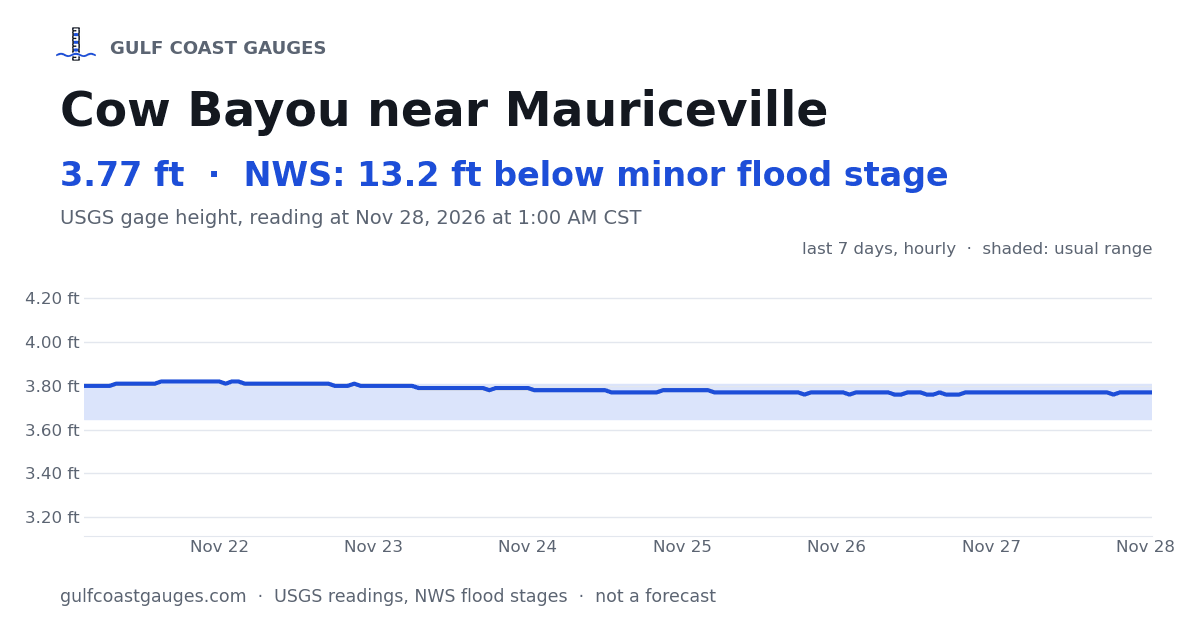 GULF COAST GAUGES
Cow Bayou near Mauriceville
3.77 ft · NWS: 13.2 ft below minor flood stage
USGS gage height, reading at Nov 28, 2026 at 1:00 AM CST
last 7 days, hourly · shaded: usual range
4.20 ft
4.00 ft
3.80 ft
3.60 ft
3.40 ft
3.20 ft
Nov 22 Nov 23 Nov 24 Nov 25 Nov 26 Nov 27 Nov 28
gulfcoastgauges.com · USGS readings, NWS flood stages · not a forecast